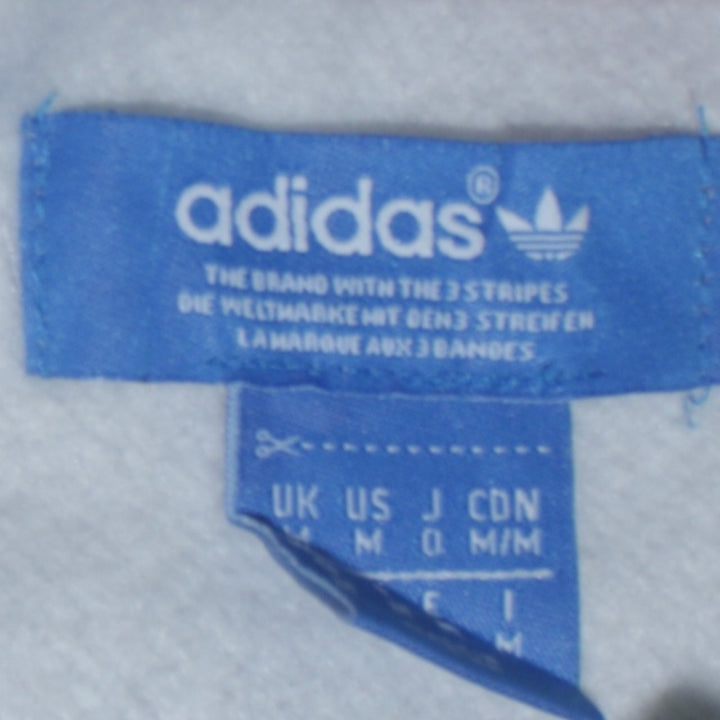 adidas®
THE BRAND WITH THE 3 STRIPES
DIE WELTMARKE MIT DEN 3 STREIFEN
LA MARQUE AUX 3 BANDES
UK US J CDN
M O M/M
I
M